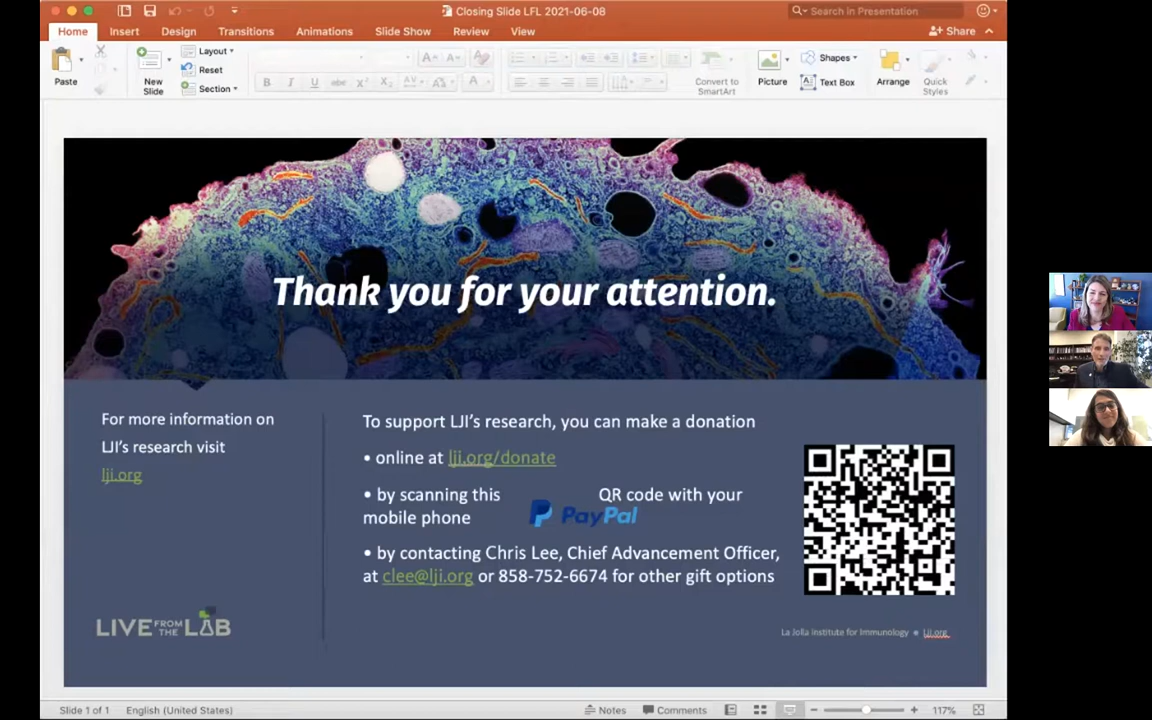 Closing Slide LFL 2021-06-08
Search in Presentation
Home Insert Design Transitions Animations Slide Show Review View
Share
Paste
New
Slide
Layout
Reset
Section
Convert to
SmartArt
Picture
Shapes
Text Box
Arrange
Quick
Styles
Thank you for your attention.
For more information on
LJI's research visit
lji.org
To support LJI's research, you can make a donation
• online at lji.org/donate
• by scanning this QR code with your
mobile phone
PayPal
• by contacting Chris Lee, Chief Advancement Officer,
at clee@lji.org or 858-752-6674 for other gift options
LIVE FROM THE LAB
La Jolla Institute for Immunology • Lji.org
Slide 1 of 1 English (United States)
Notes Comments 117%